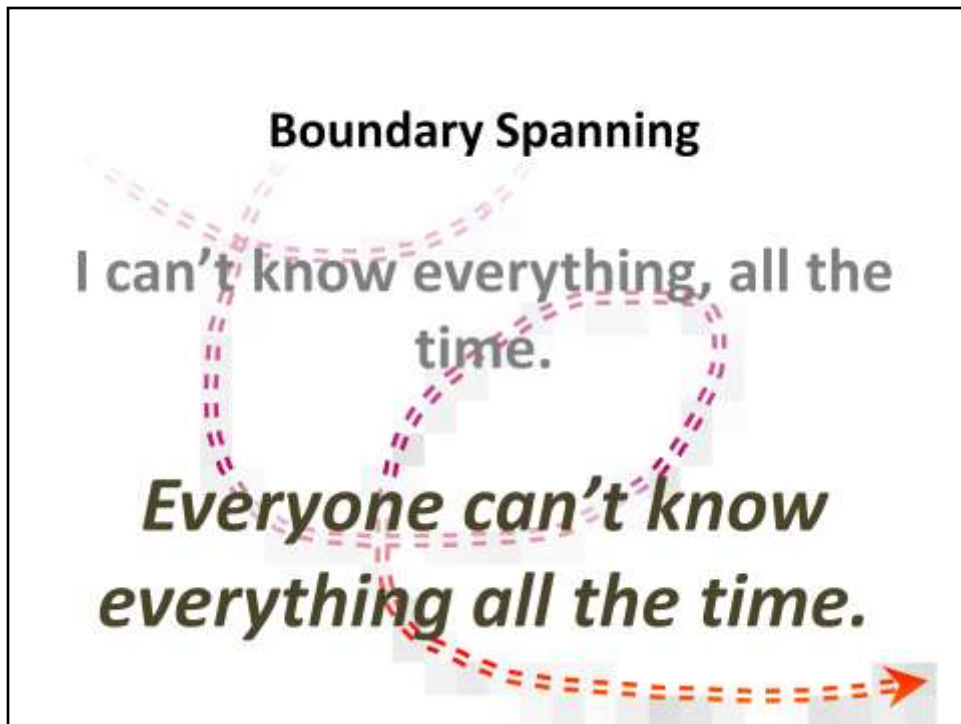 Boundary Spanning
I can’t know everything, all the
time.
Everyone can’t know
everything all the time.